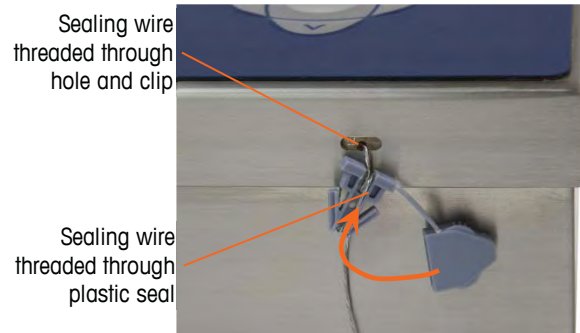 Sealing wire
threaded through
hole and clip
Sealing wire
threaded through
plastic seal